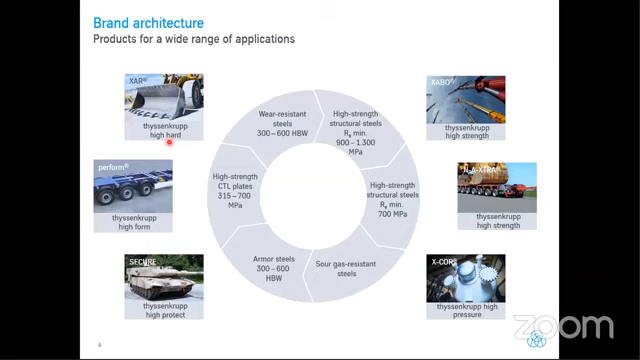 Brand architecture
Products for a wide range of applications
XAR®
thyssenkrupp
high hard
perform®
thyssenkrupp
high form
SECURE
thyssenkrupp
high protect
Wear-resistant
steels
300 – 600 HBW
High-strength
structural steels
Re min.
900 – 1.300
MPa
High-strength
CTL plates
315 – 700
MPa
High-strength
structural steels
Re min.
700 MPa
Armor steels
300 – 600
HBW
Sour gas-resistant
steels
XABO®
thyssenkrupp
high strength
N-A-XTRA®
thyssenkrupp
high strength
X-COR®
thyssenkrupp high
pressure
zoom